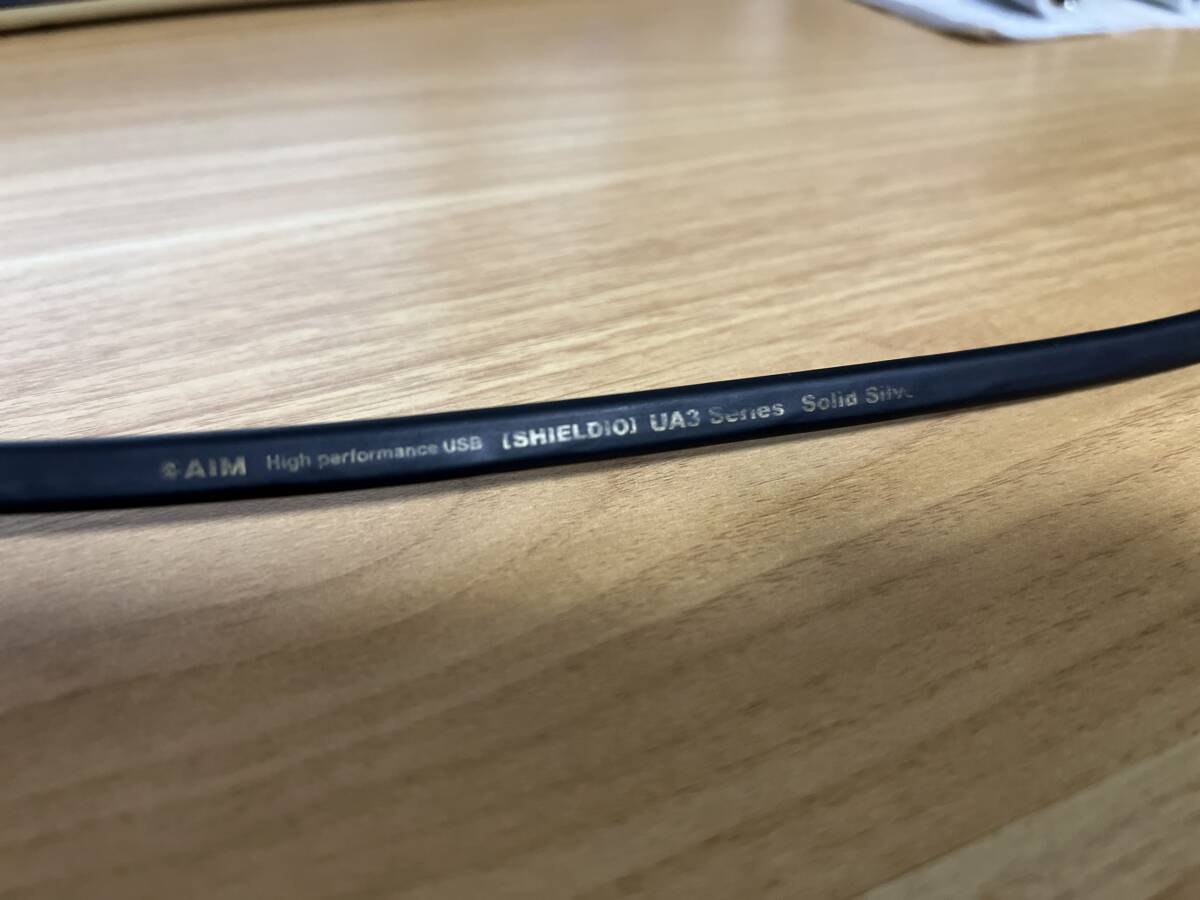 AIM High performance USB [SHIELDIO] UA3 Series Solid Silv